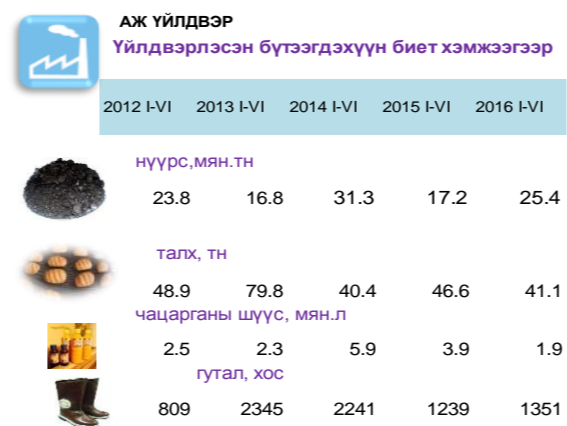 АЖ ҮЙЛДВЭР
Үйлдвэрлэсэн бүтээгдэхүүн биет хэмжээгээр
2012 I-VI 2013 I-VI 2014 I-VI 2015 I-VI 2016 I-VI
нүүрс,мян.тн
23.8 16.8 31.3 17.2 25.4
талх, тн
48.9 79.8 40.4 46.6 41.1
чацарганы шүүс, мян.л
2.5 2.3 5.9 3.9 1.9
гутал, хос
809 2345 2241 1239 1351